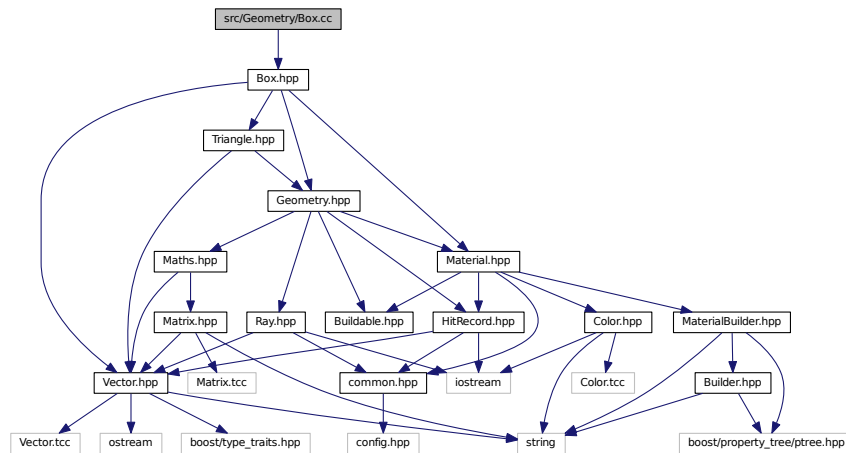 src/Geometry/Box.cc
Box.hpp
Triangle.hpp
Geometry.hpp
Maths.hpp
Material.hpp
Matrix.hpp
Ray.hpp
Buildable.hpp
HitRecord.hpp
Color.hpp
MaterialBuilder.hpp
Vector.hpp
Matrix.tcc
common.hpp
iostream
Color.tcc
Builder.hpp
Vector.tcc
ostream
boost/type_traits.hpp
config.hpp
string
boost/property_tree/ptree.hpp